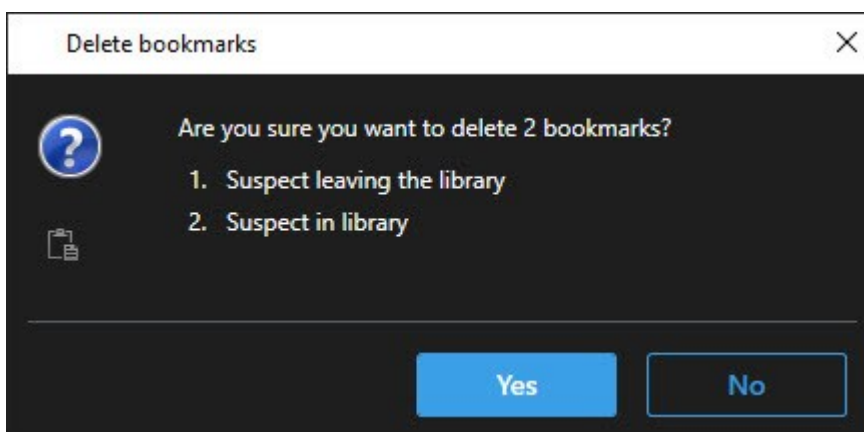 Delete bookmarks
Are you sure you want to delete 2 bookmarks?
1. Suspect leaving the library
2. Suspect in library
Yes
No